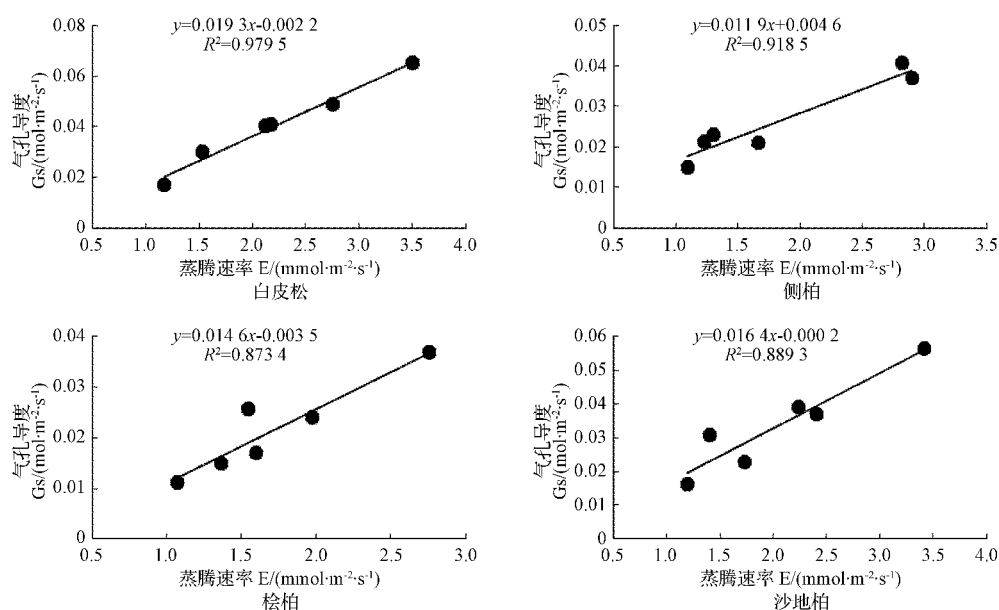 y=0.019 3x-0.002 2
R²=0.979 5
0.08
0.06
0.04
0.02
0
气孔导度
Gs/(mol·m⁻²·s⁻¹)
0.5 1.0 1.5 2.0 2.5 3.0 3.5 4.0
蒸腾速率 E/(mmol·m⁻²·s⁻¹)
白皮松
y=0.011 9x+0.004 6
R²=0.918 5
0.05
0.04
0.03
0.02
0.01
0
气孔导度
Gs/(mol·m⁻²·s⁻¹)
0.5 1.0 1.5 2.0 2.5 3.0 3.5
蒸腾速率 E/(mmol·m⁻²·s⁻¹)
侧柏
y=0.014 6x-0.003 5
R²=0.873 4
0.04
0.03
0.02
0.01
0
气孔导度
Gs/(mol·m⁻²·s⁻¹)
0.5 1.0 1.5 2.0 2.5 3.0
蒸腾速率 E/(mmol·m⁻²·s⁻¹)
桧柏
y=0.016 4x-0.000 2
R²=0.889 3
0.06
0.05
0.04
0.03
0.02
0.01
0
气孔导度
Gs/(mol·m⁻²·s⁻¹)
0.5 1.0 1.5 2.0 2.5 3.0 3.5 4.0
蒸腾速率 E/(mmol·m⁻²·s⁻¹)
沙地柏